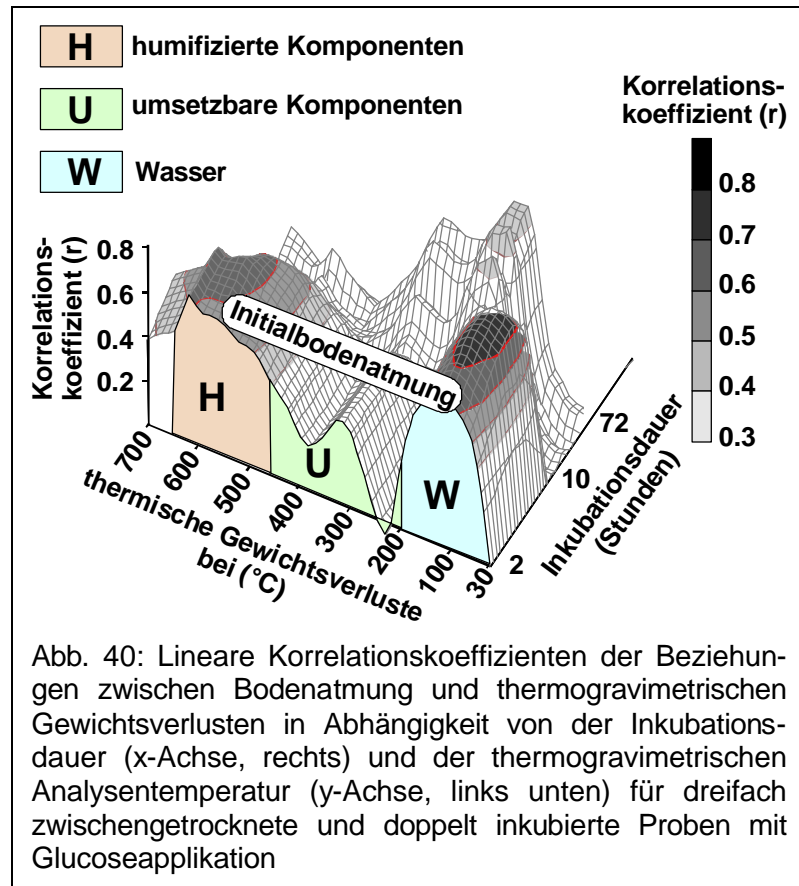 H humifizierte Komponenten
U umsetzbare Komponenten
W Wasser
Korrelations-
koeffizient (r)
0.8
0.7
0.6
0.5
0.4
0.3
Korrelations-
koeffizient (r)
0.8
0.6
0.4
0.2
Initialbodenatmung
H
U
W
700
600
500
400
300
200
100
30
thermische Gewichtsverluste
bei (°C)
2
10
72
Inkubationsdauer
(Stunden)
Abb. 40: Lineare Korrelationskoeffizienten der Beziehun-
gen zwischen Bodenatmung und thermogravimetrischen
Gewichtsverlusten in Abhängigkeit von der Inkubations-
dauer (x-Achse, rechts) und der thermogravimetrischen
Analysentemperatur (y-Achse, links unten) für dreifach
zwischengetrocknete und doppelt inkubierte Proben mit
Glucoseapplikation